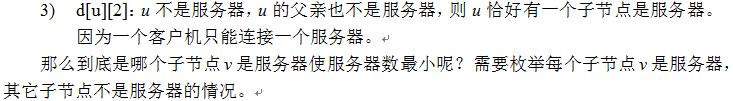 3) d[u][2]：u 不是服务器，u 的父亲也不是服务器，则 u 恰好有一个子节点是服务器。
因为一个客户机只能连接一个服务器。
那么到底是哪个子节点 v 是服务器使服务器数最小呢？需要枚举每个子节点 v 是服务器，
其它子节点不是服务器的情况。